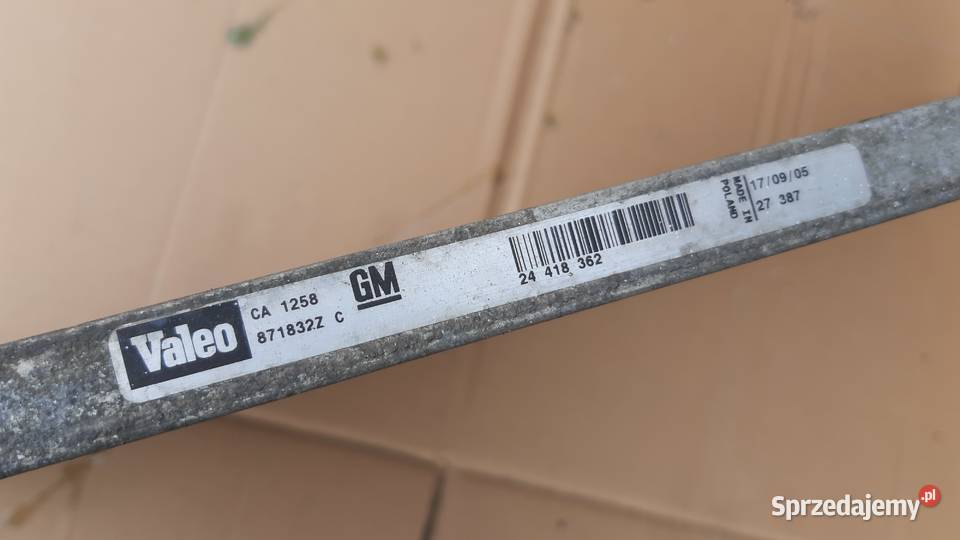 Valeo
CA 1258
871832Z C
GM
24 418 362
MADE IN
POLAND
17/09/05
27 387
Sprzedajemy.pl